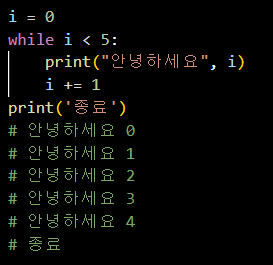 i = 0
while i < 5:
    print("안녕하세요", i)
    i += 1
print('종료')
# 안녕하세요 0
# 안녕하세요 1
# 안녕하세요 2
# 안녕하세요 3
# 안녕하세요 4
# 종료